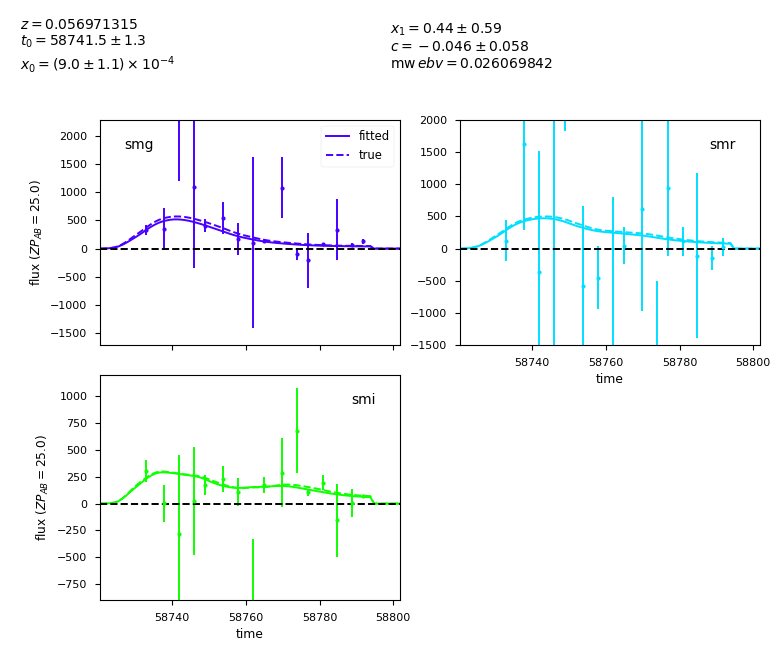 z = 0.056971315
t₀ = 58741.5 ± 1.3
x₀ = (9.0 ± 1.1) × 10⁻⁴
x₁ = 0.44 ± 0.59
c = −0.046 ± 0.058
mw ebv = 0.026069842
smg
fitted
true
2000
1500
1000
500
0
−500
−1000
−1500
flux (ZP_AB = 25.0)
smr
2000
1500
1000
500
0
−500
−1000
−1500
58740 58760 58780 58800
time
smi
1000
750
500
250
0
−250
−500
−750
flux (ZP_AB = 25.0)
58740 58760 58780 58800
time